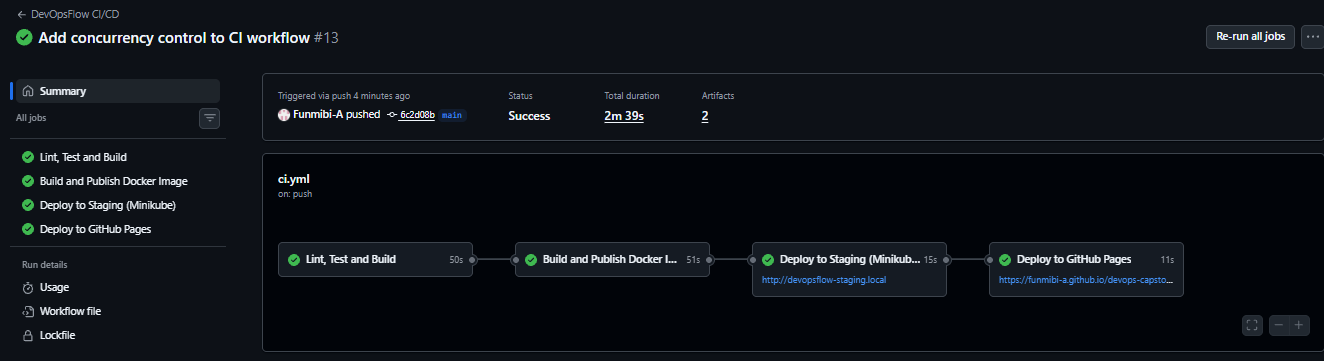 ← DevOpsFlow CI/CD
Add concurrency control to CI workflow #13
Re-run all jobs
...
Summary
All jobs
Lint, Test and Build
Build and Publish Docker Image
Deploy to Staging (Minikube)
Deploy to GitHub Pages
Run details
Usage
Workflow file
Lockfile
Triggered via push 4 minutes ago
Funmibi-A pushed 6c2d08b main
Status
Success
Total duration
2m 39s
Artifacts
2
ci.yml
on: push
Lint, Test and Build 50s
Build and Publish Docker I... 51s
Deploy to Staging (Minikub... 15s
http://devopsflow-staging.local
Deploy to GitHub Pages 11s
https://funmibi-a.github.io/devops-capsto...